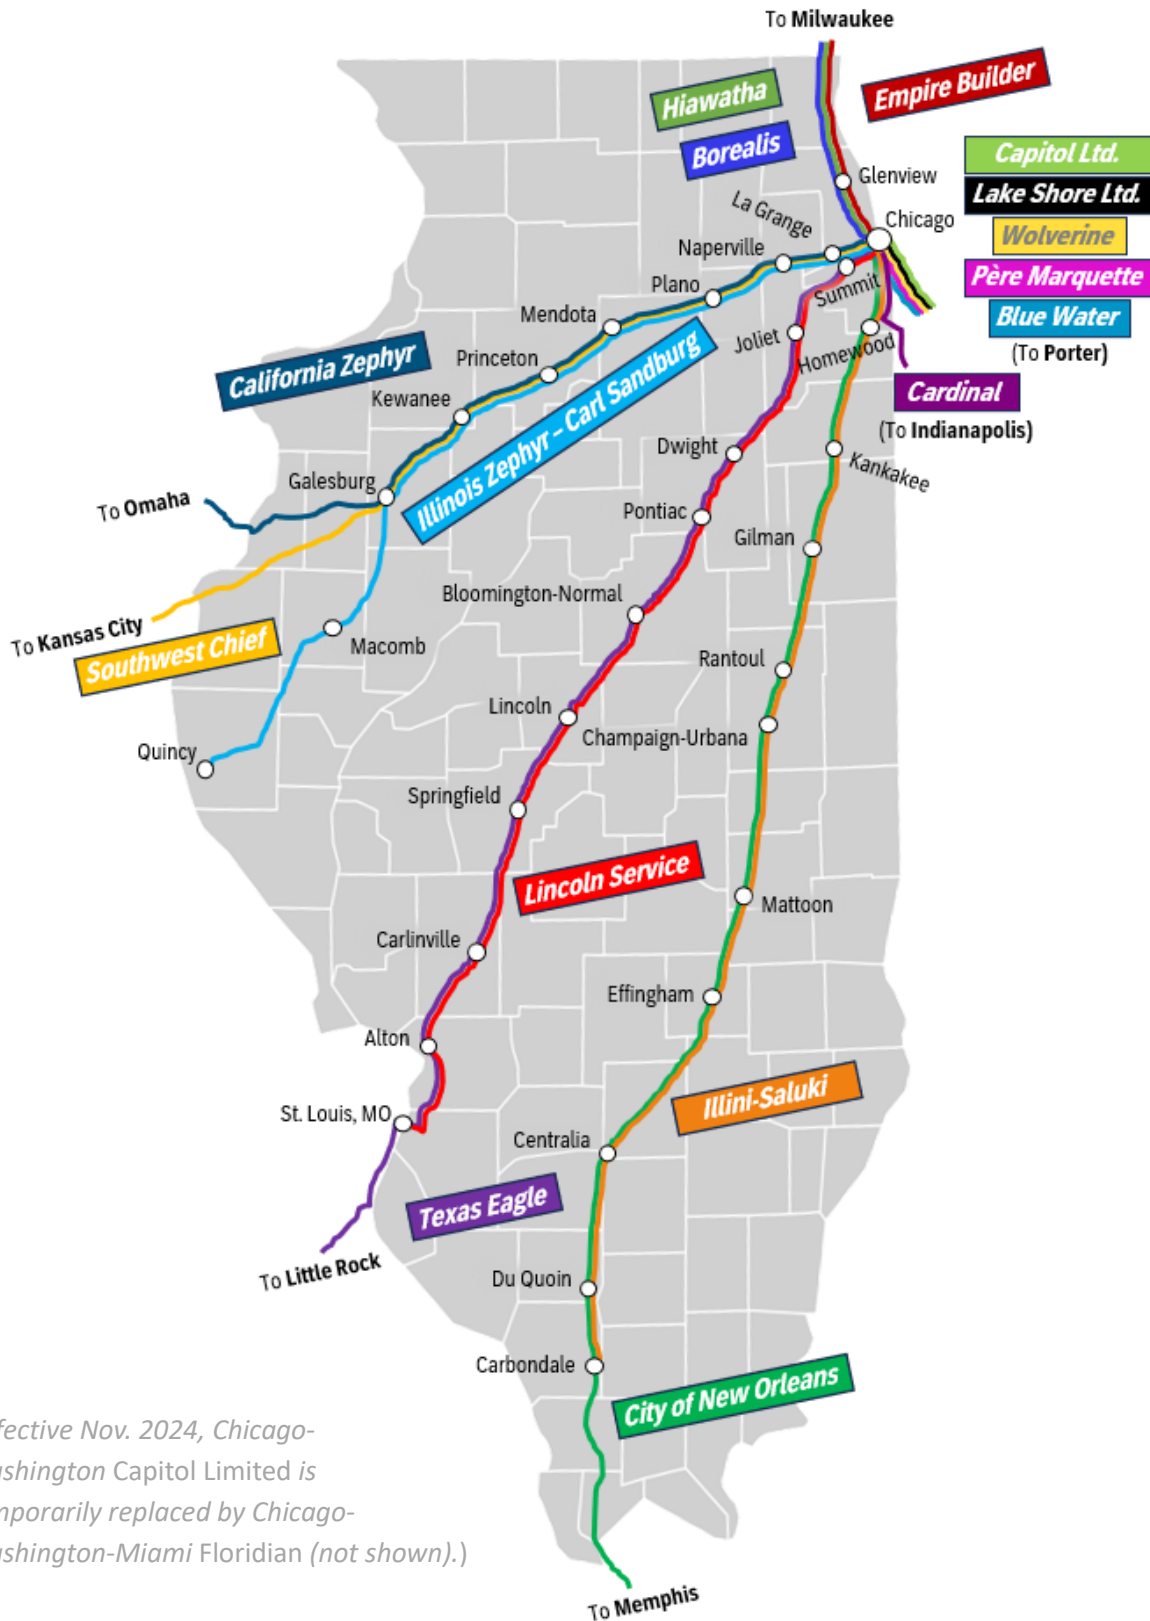 To Milwaukee
Hiawatha
Empire Builder
Borealis
Capitol Ltd.
Lake Shore Ltd.
Wolverine
Père Marquette
Blue Water
(To Porter)
Glenview
La Grange
Chicago
Naperville
Summit
Plano
Mendota
Joliet
Homewood
Princeton
California Zephyr
Kewanee
Illinois Zephyr – Carl Sandburg
Cardinal
(To Indianapolis)
Dwight
Kankakee
Galesburg
To Omaha
Pontiac
Gilman
Bloomington-Normal
To Kansas City
Southwest Chief
Macomb
Rantoul
Lincoln
Champaign-Urbana
Quincy
Springfield
Lincoln Service
Mattoon
Carlinville
Effingham
Alton
Illini-Saluki
St. Louis, MO
Centralia
Texas Eagle
To Little Rock
Du Quoin
Carbondale
City of New Orleans
fective Nov. 2024, Chicago-
ashington Capitol Limited is
mporarily replaced by Chicago-
ashington-Miami Floridian (not shown).)
To Memphis